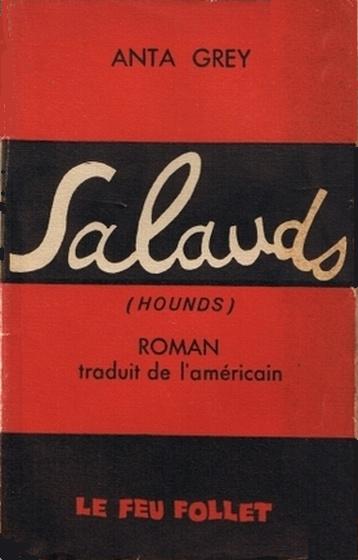 ANTA GREY
Salauds
(HOUNDS)
ROMAN
traduit de l'américain
LE FEU FOLLET